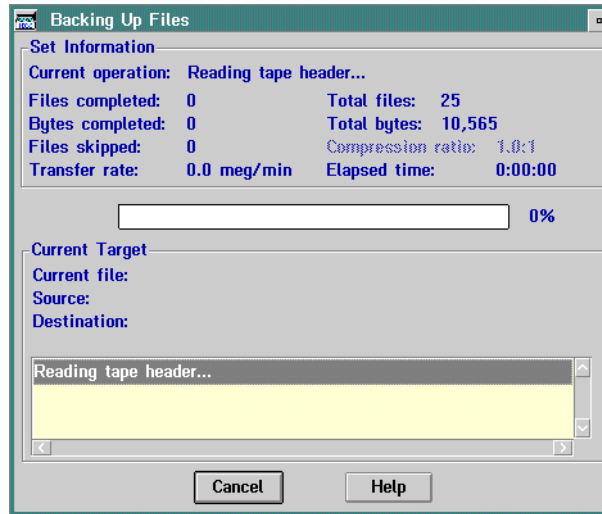 Backing Up Files
Set Information
Current operation: Reading tape header...
Files completed: 0 Total files: 25
Bytes completed: 0 Total bytes: 10,565
Files skipped: 0 Compression ratio: 1.0:1
Transfer rate: 0.0 meg/min Elapsed time: 0:00:00
0%
Current Target
Current file:
Source:
Destination:
Reading tape header...
Cancel Help